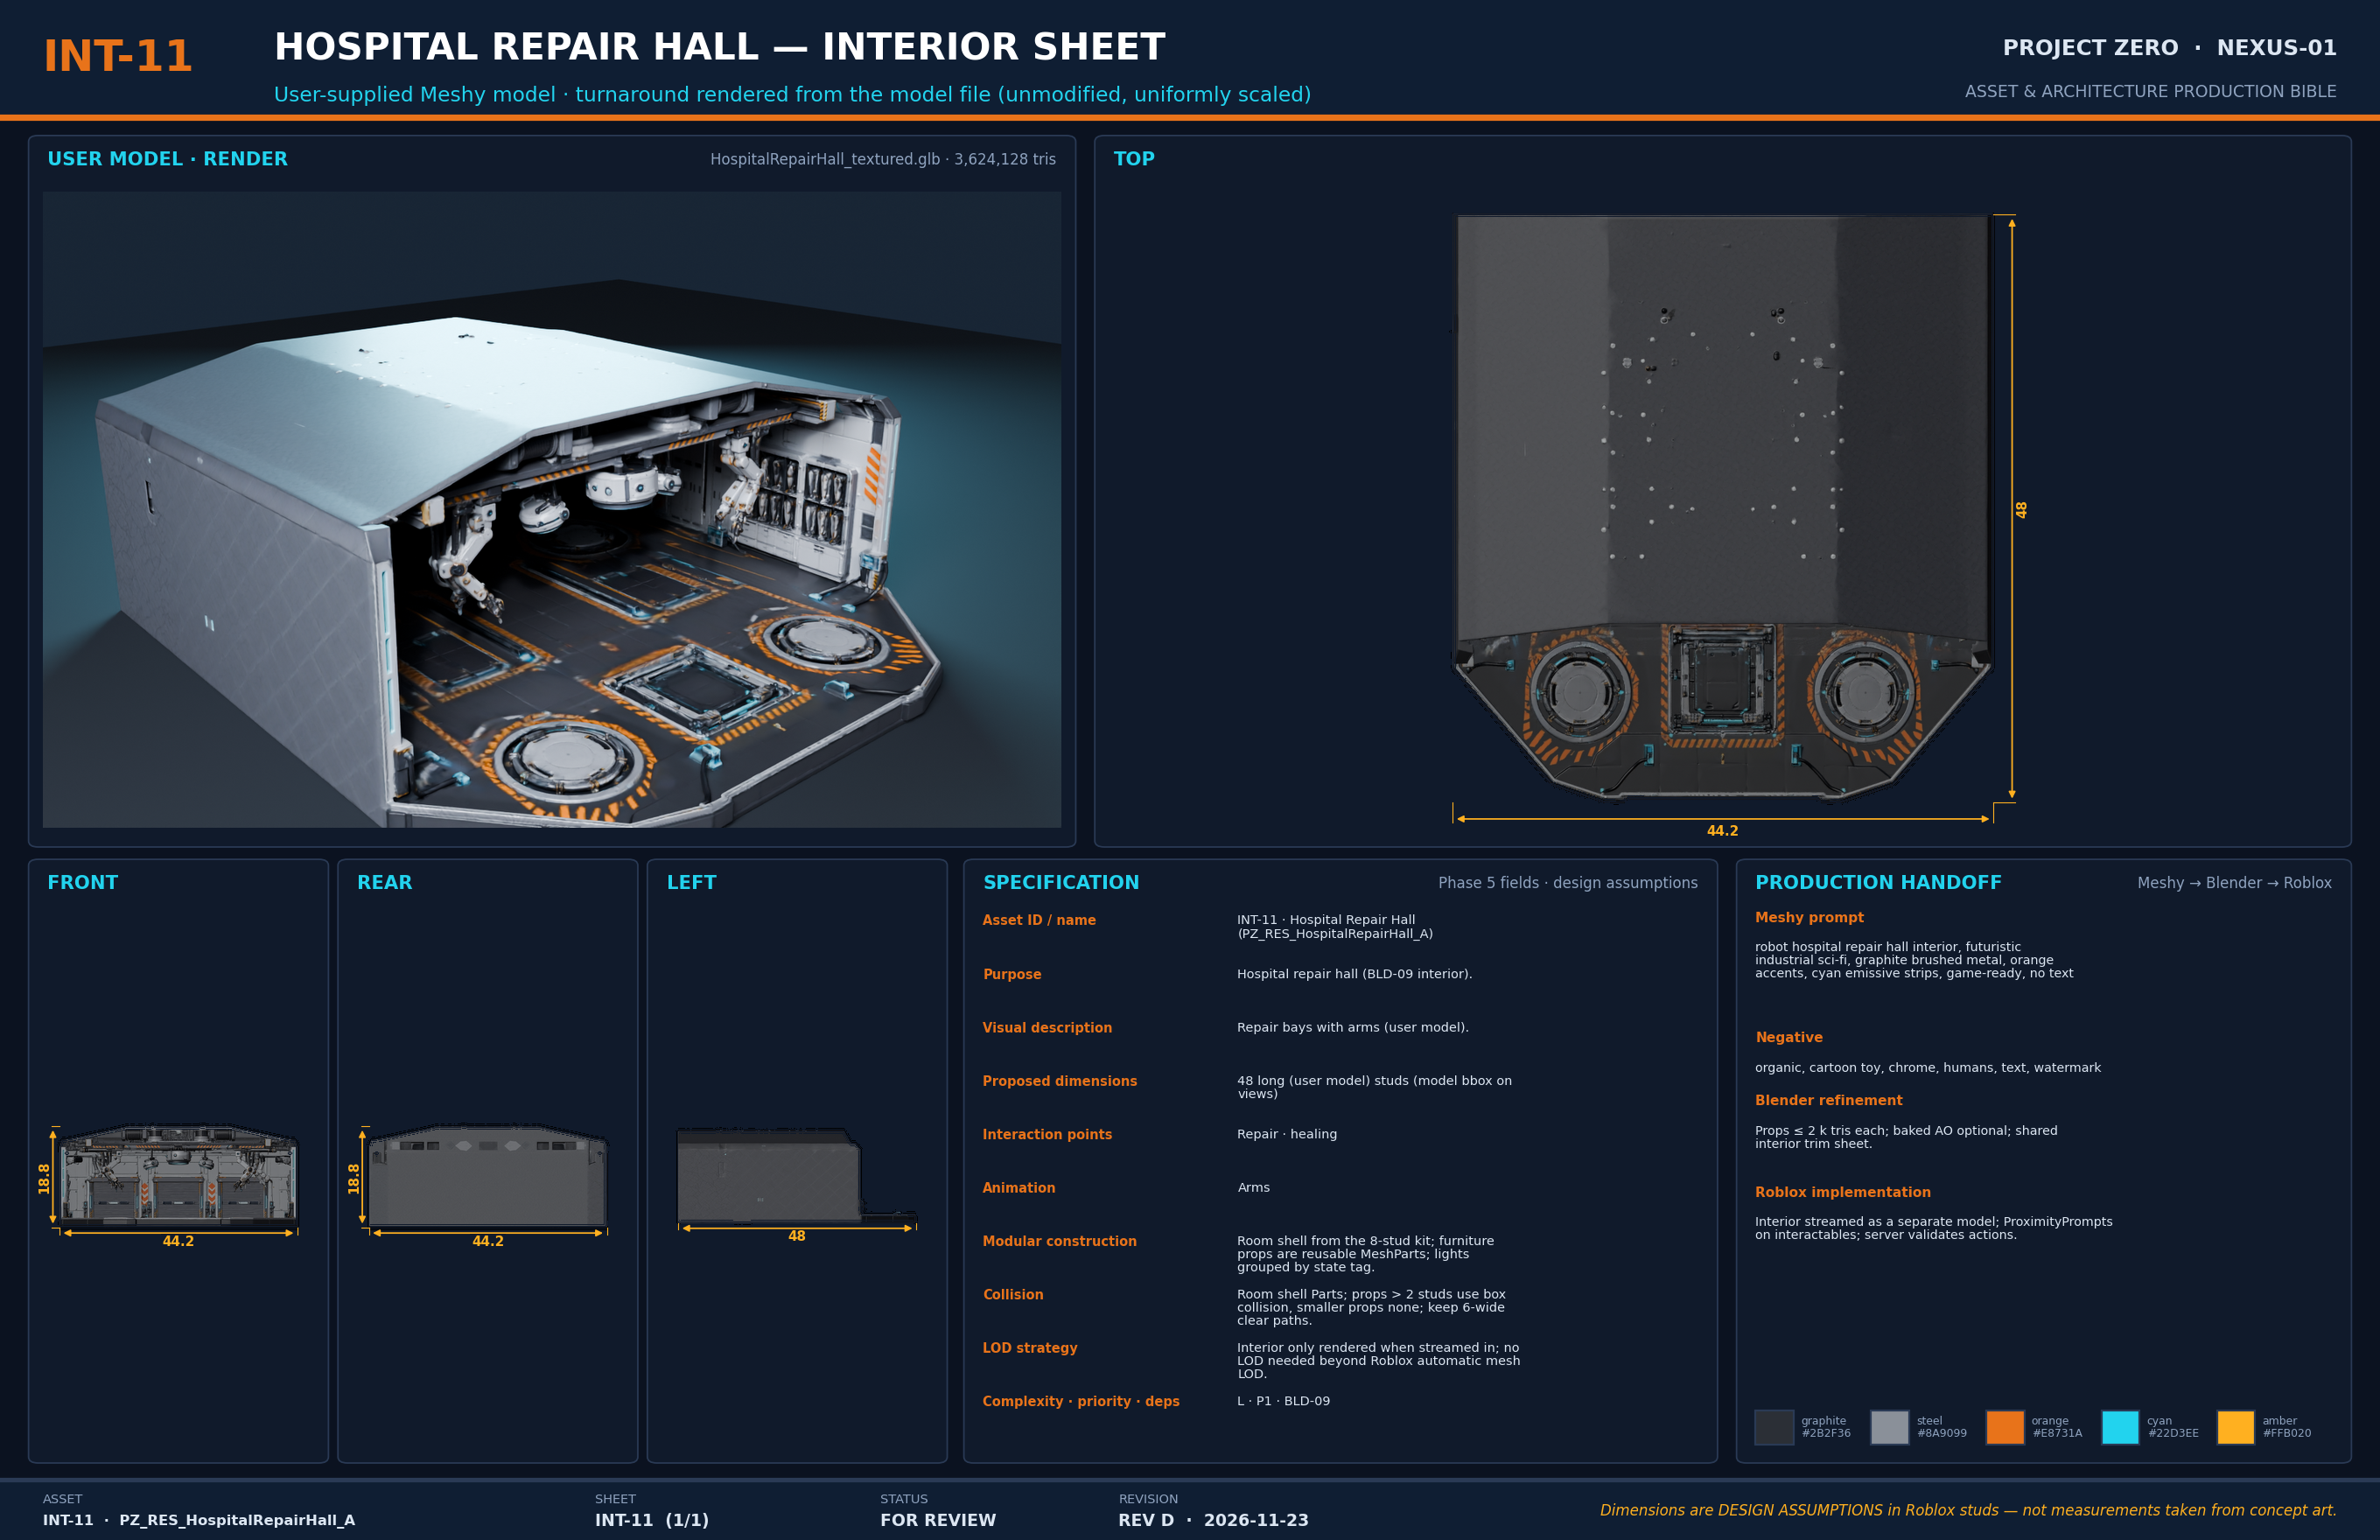 INT-11
HOSPITAL REPAIR HALL — INTERIOR SHEET
User-supplied Meshy model · turnaround rendered from the model file (unmodified, uniformly scaled)
PROJECT ZERO · NEXUS-01
ASSET & ARCHITECTURE PRODUCTION BIBLE
USER MODEL · RENDER
HospitalRepairHall_textured.glb · 3,624,128 tris
TOP
48
44.2
FRONT
18.8
44.2
REAR
18.8
44.2
LEFT
48
SPECIFICATION
Phase 5 fields · design assumptions
Asset ID / name
INT-11 · Hospital Repair Hall
(PZ_RES_HospitalRepairHall_A)
Purpose
Hospital repair hall (BLD-09 interior).
Visual description
Repair bays with arms (user model).
Proposed dimensions
48 long (user model) studs (model bbox on
views)
Interaction points
Repair · healing
Animation
Arms
Modular construction
Room shell from the 8-stud kit; furniture
props are reusable MeshParts; lights
grouped by state tag.
Collision
Room shell Parts; props > 2 studs use box
collision, smaller props none; keep 6-wide
clear paths.
LOD strategy
Interior only rendered when streamed in; no
LOD needed beyond Roblox automatic mesh
LOD.
Complexity · priority · deps
L · P1 · BLD-09
PRODUCTION HANDOFF
Meshy → Blender → Roblox
Meshy prompt
robot hospital repair hall interior, futuristic
industrial sci-fi, graphite brushed metal, orange
accents, cyan emissive strips, game-ready, no text
Negative
organic, cartoon toy, chrome, humans, text, watermark
Blender refinement
Props ≤ 2 k tris each; baked AO optional; shared
interior trim sheet.
Roblox implementation
Interior streamed as a separate model; ProximityPrompts
on interactables; server validates actions.
graphite
#2B2F36
steel
#8A9099
orange
#E8731A
cyan
#22D3EE
amber
#FFB020
ASSET
INT-11 · PZ_RES_HospitalRepairHall_A
SHEET
INT-11 (1/1)
STATUS
FOR REVIEW
REVISION
REV D · 2026-11-23
Dimensions are DESIGN ASSUMPTIONS in Roblox studs — not measurements taken from concept art.